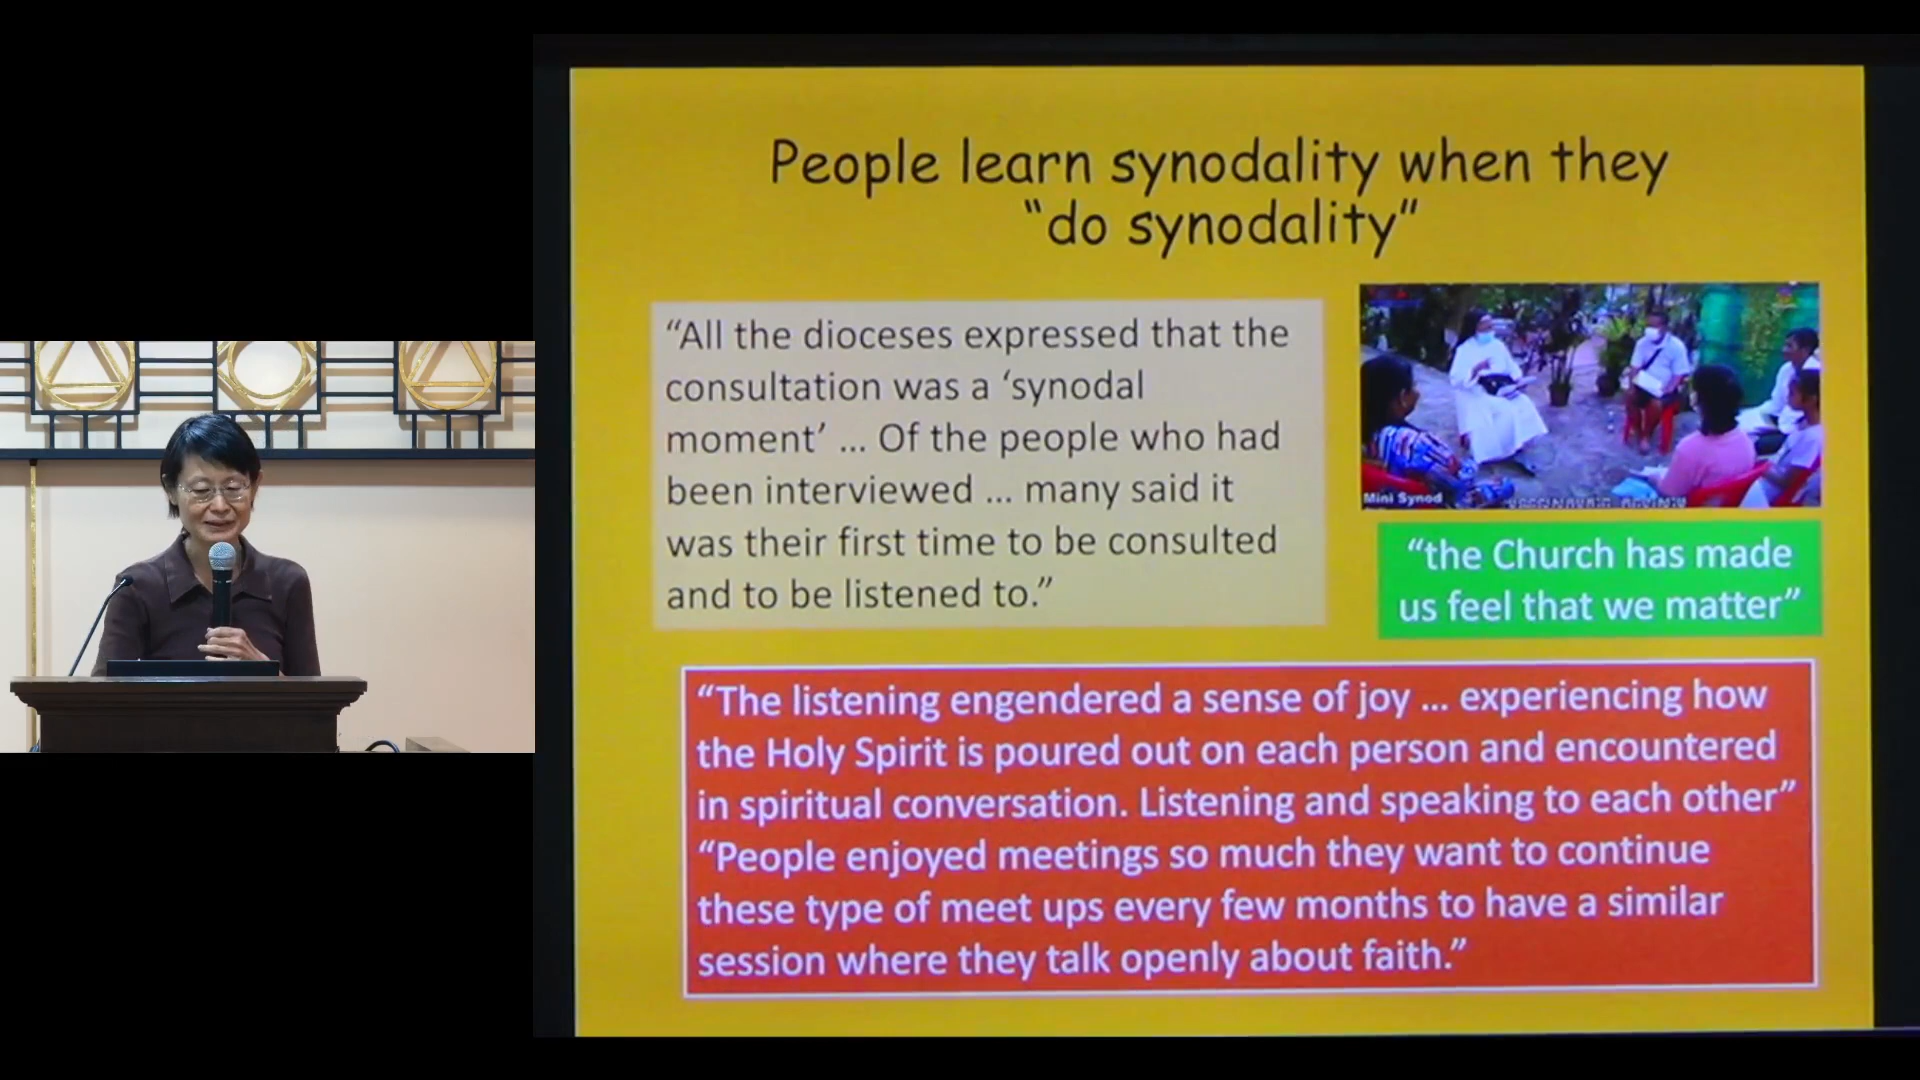 People learn synodality when they
“do synodality”
“All the dioceses expressed that the
consultation was a ‘synodal
moment’ ... Of the people who had
been interviewed ... many said it
was their first time to be consulted
and to be listened to.”
Mini Synod
“the Church has made
us feel that we matter”
“The listening engendered a sense of joy ... experiencing how
the Holy Spirit is poured out on each person and encountered
in spiritual conversation. Listening and speaking to each other”
“People enjoyed meetings so much they want to continue
these type of meet ups every few months to have a similar
session where they talk openly about faith.”